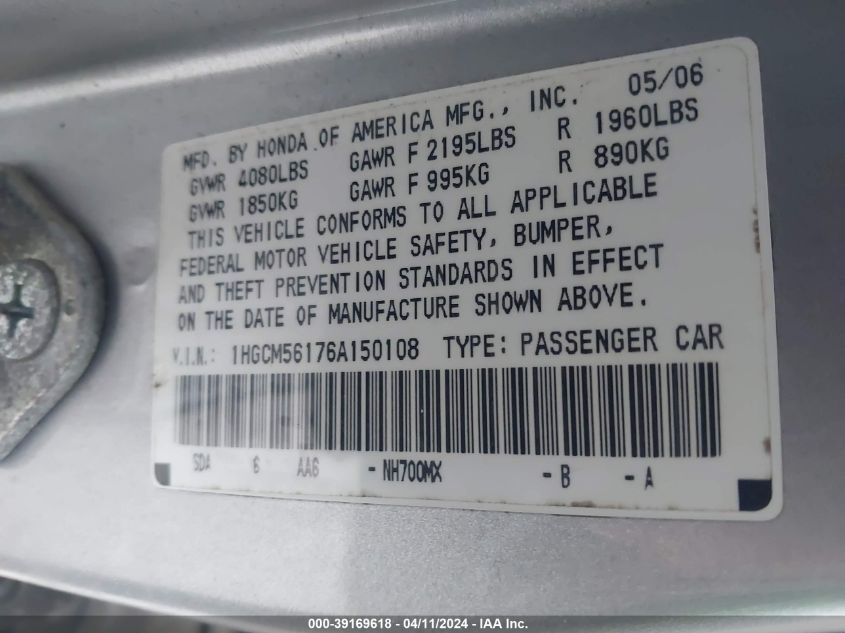 05/06
MFD. BY HONDA OF AMERICA MFG., INC.
GVWR 4080LBS GAWR F 2195LBS R 1960LBS
GVWR 1850KG GAWR F 995KG R 890KG
THIS VEHICLE CONFORMS TO ALL APPLICABLE
FEDERAL MOTOR VEHICLE SAFETY, BUMPER,
AND THEFT PREVENTION STANDARDS IN EFFECT
ON THE DATE OF MANUFACTURE SHOWN ABOVE.
V.I.N.: 1HGCM56176A150108 TYPE: PASSENGER CAR
SDA 6 AA6 -NH700MX -B -A
000-39169618 - 04/11/2024 - IAA Inc.